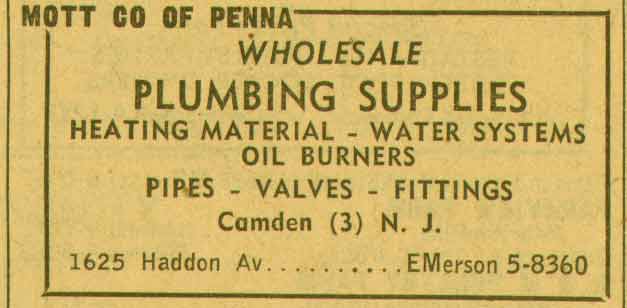 MOTT CO OF PENNA
WHOLESALE
PLUMBING SUPPLIES
HEATING MATERIAL - WATER SYSTEMS
OIL BURNERS
PIPES - VALVES - FITTINGS
Camden (3) N. J.
1625 Haddon Av..........EMerson 5-8360